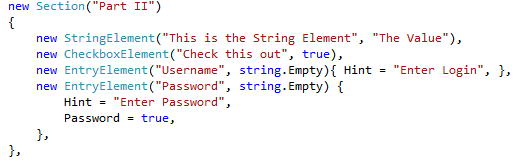 new Section("Part II")
{
new StringElement("This is the String Element", "The Value"),
new CheckboxElement("Check this out", true),
new EntryElement("Username", string.Empty){ Hint = "Enter Login", },
new EntryElement("Password", string.Empty) {
Hint = "Enter Password",
Password = true,
},
},